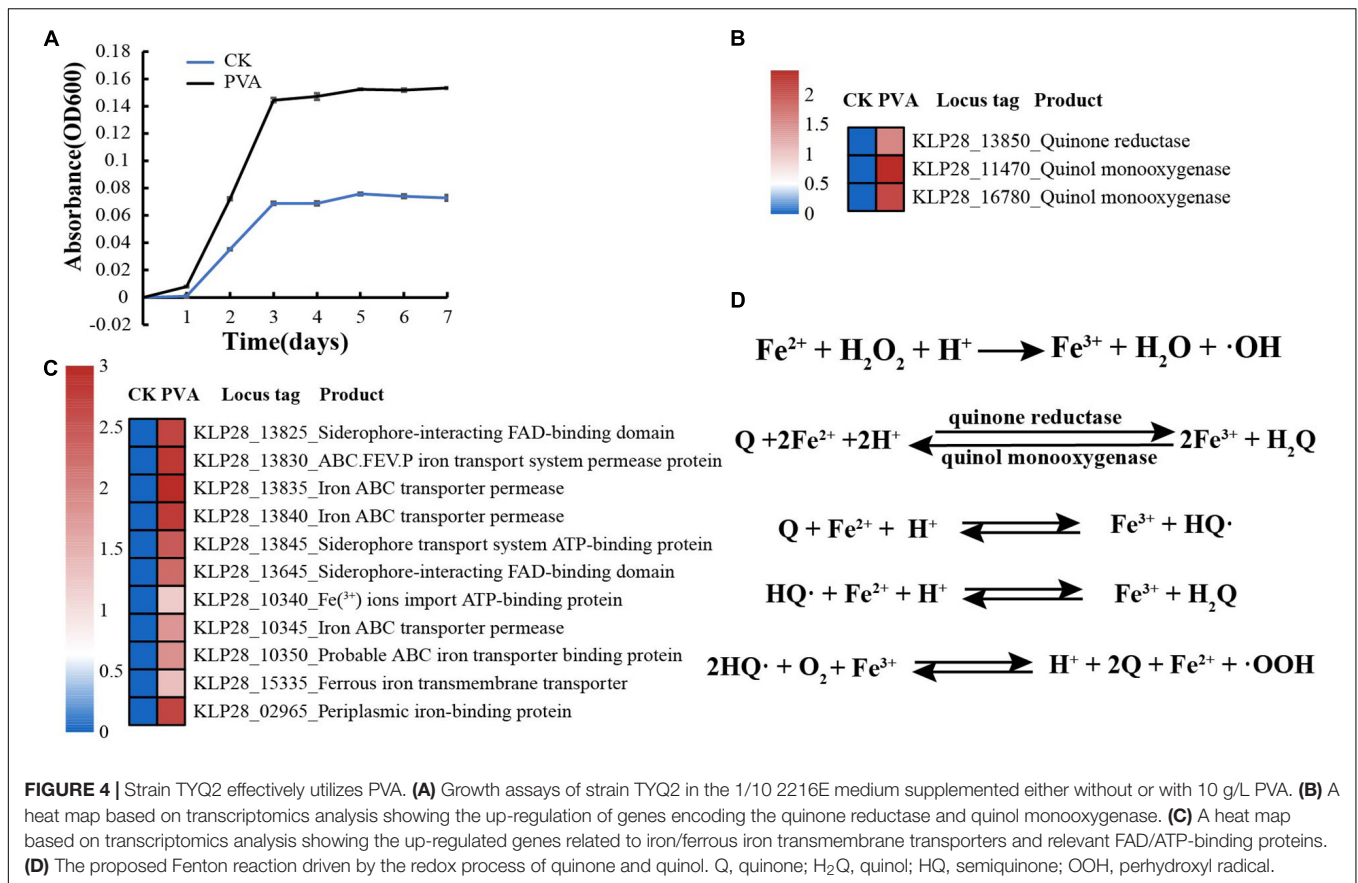 A
0.18
0.16
0.14
0.12
0.1
0.08
0.06
0.04
0.02
0
-0.02
Absorbance(OD600)
CK
PVA
1 2 3 4 5 6 7
Time(days)
B
2
1.5
1
0.5
0
CK PVA Locus tag Product
KLP28_13850_Quinone reductase
KLP28_11470_Quinol monooxygenase
KLP28_16780_Quinol monooxygenase
C
3
2.5
2
1.5
1
0.5
0
CK PVA Locus tag Product
KLP28_13825_Siderophore-interacting FAD-binding domain
KLP28_13830_ABC.FEV.P iron transport system permease protein
KLP28_13835_Iron ABC transporter permease
KLP28_13840_Iron ABC transporter permease
KLP28_13845_Siderophore transport system ATP-binding protein
KLP28_13645_Siderophore-interacting FAD-binding domain
KLP28_10340_Fe(³⁺) ions import ATP-binding protein
KLP28_10345_Iron ABC transporter permease
KLP28_10350_Probable ABC iron transporter binding protein
KLP28_15335_Ferrous iron transmembrane transporter
KLP28_02965_Periplasmic iron-binding protein
D
Fe²⁺ + H₂O₂ + H⁺ → Fe³⁺ + H₂O + ·OH
quinone reductase
Q +2Fe²⁺ +2H⁺ ⇌ 2Fe³⁺ + H₂Q
quinol monooxygenase
Q + Fe²⁺ + H⁺ ⇌ Fe³⁺ + HQ·
HQ· + Fe²⁺ + H⁺ ⇌ Fe³⁺ + H₂Q
2HQ· + O₂ + Fe³⁺ ⇌ H⁺ + 2Q + Fe²⁺ + ·OOH
FIGURE 4 | Strain TYQ2 effectively utilizes PVA. (A) Growth assays of strain TYQ2 in the 1/10 2216E medium supplemented either without or with 10 g/L PVA. (B) A
heat map based on transcriptomics analysis showing the up-regulation of genes encoding the quinone reductase and quinol monooxygenase. (C) A heat map
based on transcriptomics analysis showing the up-regulated genes related to iron/ferrous iron transmembrane transporters and relevant FAD/ATP-binding proteins.
(D) The proposed Fenton reaction driven by the redox process of quinone and quinol. Q, quinone; H₂Q, quinol; HQ, semiquinone; OOH, perhydroxyl radical.